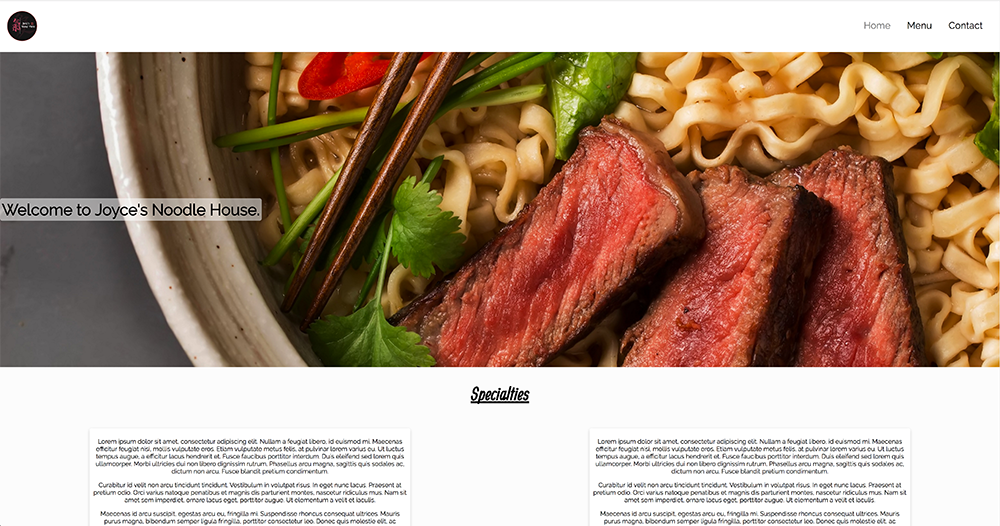 Home Menu Contact
Welcome to Joyce's Noodle House.
Specialties
Lorem ipsum dolor sit amet, consectetur adipiscing elit. Nullam a feugiat libero, id euismod mi. Maecenas
efficitur feugiat nisl, mollis vulputate eros. Etiam vulputate metus felis, at pulvinar lorem varius eu. Ut luctus
tempus augue, a efficitur lacus hendrerit et. Fusce faucibus porttitor interdum. Duis eleifend sed lorem quis
ullamcorper. Morbi ultricies dui non libero dignissim rutrum. Phasellus arcu magna, sagittis quis sodales ac,
dictum non arcu. Fusce blandit pretium condimentum.
Curabitur id quam non arcu tincidunt tincidunt. Vestibulum in volutpat risus. In eget nunc lacus. Praesent at
pretium odio. Orci varius natoque penatibus et magnis dis parturient montes, nascetur ridiculus mus. Nam sit
amet sem imperdiet, ornare lacus eget, porttitor augue. Ut elementum a velit et iaculis.
Maecenas id arcu suscipit, egestas arcu eu, fringilla mi. Suspendisse rhoncus consequat ultrices. Mauris
purus magna, bibendum semper ligula fringilla, porttitor consectetur leo. Donec quis molestie elit, ac
Lorem ipsum dolor sit amet, consectetur adipiscing elit. Nullam a feugiat libero, id euismod mi. Maecenas
efficitur feugiat nisl, mollis vulputate eros. Etiam vulputate metus felis, at pulvinar lorem varius eu. Ut luctus
tempus augue, a efficitur lacus hendrerit et. Fusce faucibus porttitor interdum. Duis eleifend sed lorem quis
ullamcorper. Morbi ultricies dui non libero dignissim rutrum. Phasellus arcu magna, sagittis quis sodales ac,
dictum non arcu. Fusce blandit pretium condimentum.
Curabitur id quam non arcu tincidunt tincidunt. Vestibulum in volutpat risus. In eget nunc lacus. Praesent at
pretium odio. Orci varius natoque penatibus et magnis dis parturient montes, nascetur ridiculus mus. Nam sit
amet sem imperdiet, ornare lacus eget, porttitor augue. Ut elementum a velit et iaculis.
Maecenas id arcu suscipit, egestas arcu eu, fringilla mi. Suspendisse rhoncus consequat ultrices. Mauris
purus magna, bibendum semper ligula fringilla, porttitor consectetur leo. Donec quis molestie elit, ac